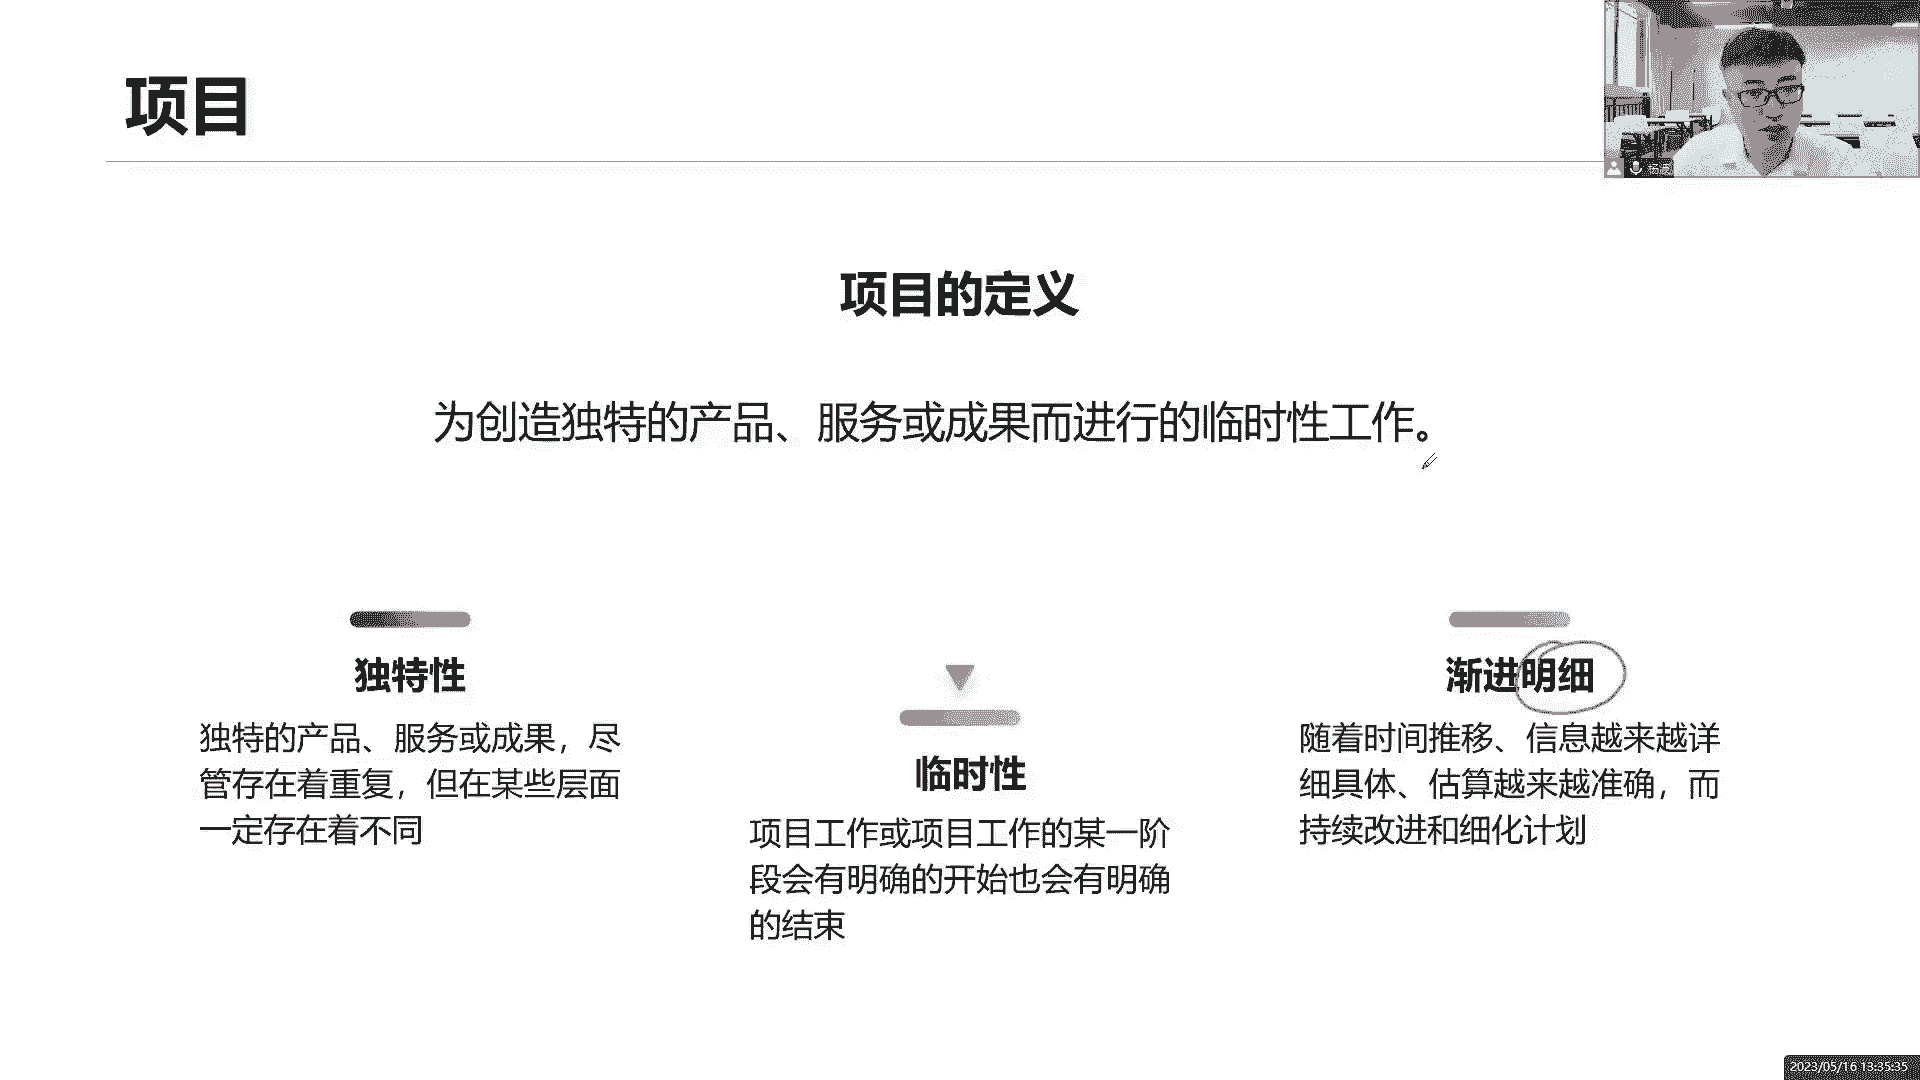 项目
项目的定义
为创造独特的产品、服务或成果而进行的临时性工作。
独特性
独特的产品、服务或成果，尽
管存在着重复，但在某些层面
一定存在着不同
临时性
项目工作或项目工作的某一阶
段会有明确的开始也会有明确
的结束
渐进明细
随着时间推移、信息越来越详
细具体、估算越来越准确，而
持续改进和细化计划
2023/05/16 13:35:35